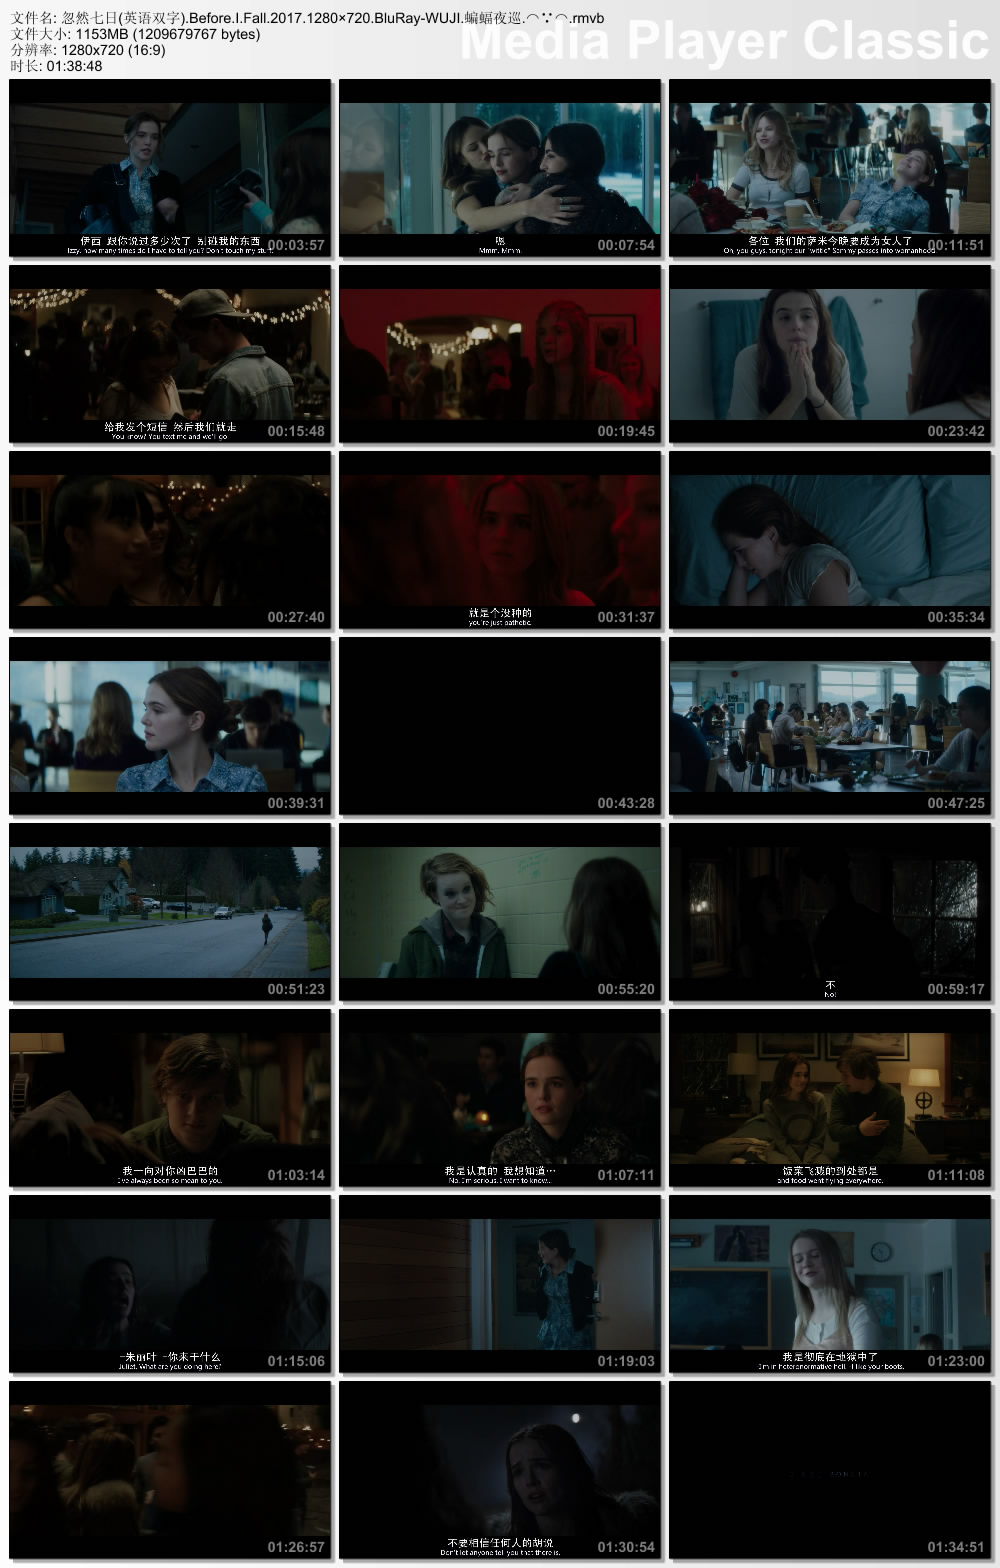 文件名: 忽然七日(英语双字).Before.I.Fall.2017.1280×720.BluRay-WUJI.蝙蝠夜巡.◠‵◠.rmvb
Media Player Classic
文件大小: 1153MB (1209679767 bytes)
分辨率: 1280x720 (16:9)
时长: 01:38:48
伊西 跟你说过多少次了 别碰我的东西
Izzy, how many times do I have to tell you? Don't touch my stuff.
00:03:57
嗯
Mmm. Mmm.
00:07:54
各位 我们的萨米今晚要成为女人了
Oh, you guys, tonight our "wittle" Sammy passes into womanhood
00:11:51
给我发个短信 然后我们就走
You know? You text me and we'll go
00:15:48
00:19:45
00:23:42
00:27:40
就是个没种的
you're just pathetic.
00:31:37
00:35:34
00:39:31
00:43:28
00:47:25
00:51:23
00:55:20
不
No!
00:59:17
我一向对你凶巴巴的
I've always been so mean to you.
01:03:14
我是认真的 我想知道…
No, I'm serious. I want to know...
01:07:11
饭菜飞溅的到处都是
and food went flying everywhere.
01:11:08
-朱丽叶 -你来干什么
Juliet. What are you doing here?
01:15:06
01:19:03
我是彻底在地狱中了
I'm in heteronormative hell. -I like your boots.
01:23:00
01:26:57
不要相信任何人的胡说
Don't let anyone tell you that there is.
01:30:54
01:34:51